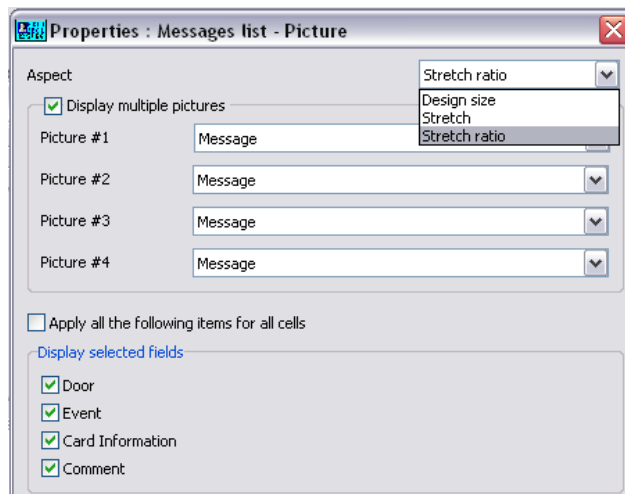 Properties : Messages list - Picture
Aspect
Stretch ratio
Design size
Stretch
Stretch ratio
Display multiple pictures
Picture #1
Message
Picture #2
Message
Picture #3
Message
Picture #4
Message
Apply all the following items for all cells
Display selected fields
Door
Event
Card Information
Comment